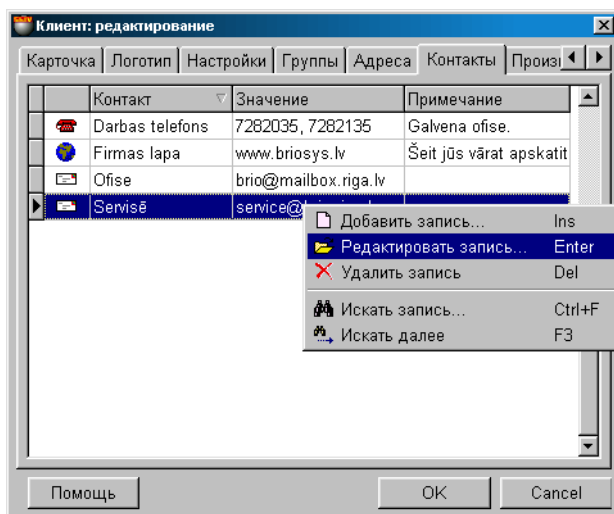 Клиент: редактирование
Карточка Логотип Настройки Группы Адреса Контакты
Контакт Значение Примечание
Darbas telefons 7282035, 7282135 Galvena ofise.
Firmas lapa www.briosys.lv Šeit jūs vārat apskatit
Ofise brio@mailbox.riga.lv
Servisē service@
Добавить запись... Ins
Редактировать запись... Enter
Удалить запись Del
Искать запись... Ctrl+F
Искать далее F3
Помощь OK Cancel